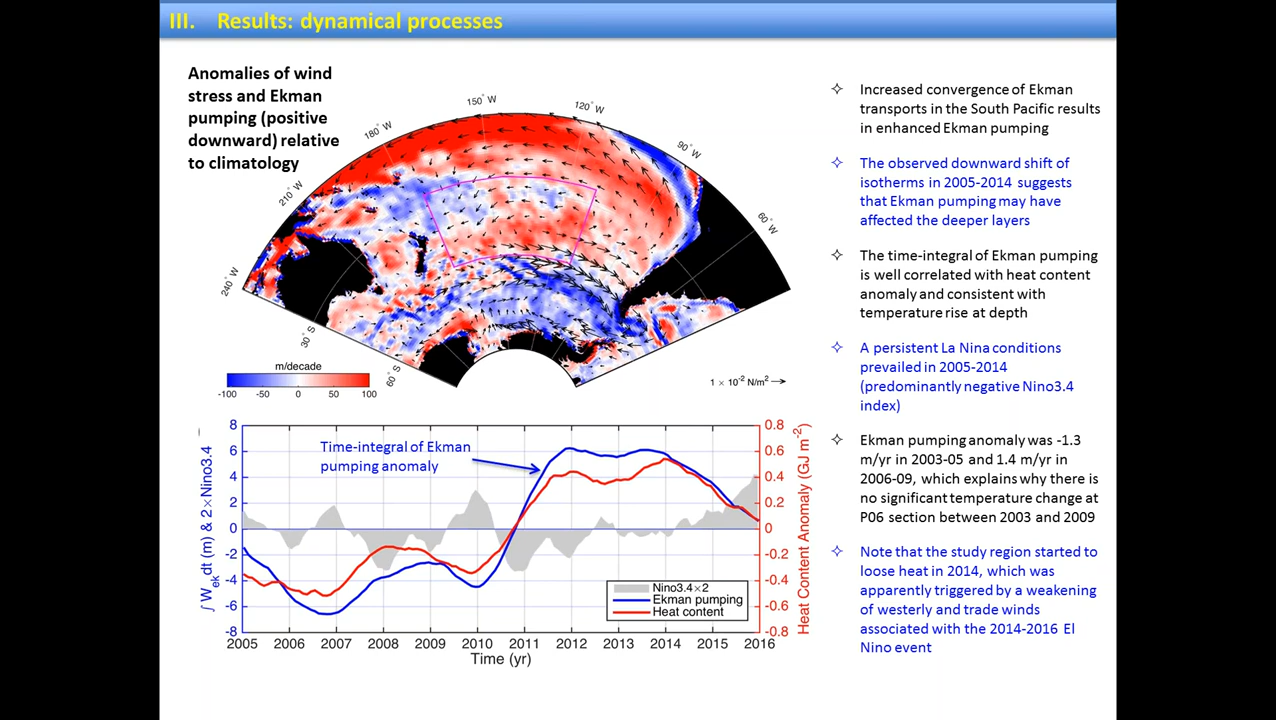 III. Results: dynamical processes
Anomalies of wind
stress and Ekman
pumping (positive
downward) relative
to climatology
240° W
210° W
180° W
150° W
120° W
90° W
60° W
30° S
60° S
m/decade
-100 -50 0 50 100
1 × 10⁻² N/m²
8
6
4
2
0
-2
-4
-6
-8
∫ W_ek dt (m) & 2×Nino3.4
Time-integral of Ekman
pumping anomaly
Nino3.4×2
Ekman pumping
Heat content
0.8
0.6
0.4
0.2
0
-0.2
-0.4
-0.6
-0.8
Heat Content Anomaly (GJ m⁻²)
2005 2006 2007 2008 2009 2010 2011 2012 2013 2014 2015 2016
Time (yr)
Increased convergence of Ekman
transports in the South Pacific results
in enhanced Ekman pumping
The observed downward shift of
isotherms in 2005-2014 suggests
that Ekman pumping may have
affected the deeper layers
The time-integral of Ekman pumping
is well correlated with heat content
anomaly and consistent with
temperature rise at depth
A persistent La Nina conditions
prevailed in 2005-2014
(predominantly negative Nino3.4
index)
Ekman pumping anomaly was -1.3
m/yr in 2003-05 and 1.4 m/yr in
2006-09, which explains why there is
no significant temperature change at
P06 section between 2003 and 2009
Note that the study region started to
loose heat in 2014, which was
apparently triggered by a weakening
of westerly and trade winds
associated with the 2014-2016 El
Nino event